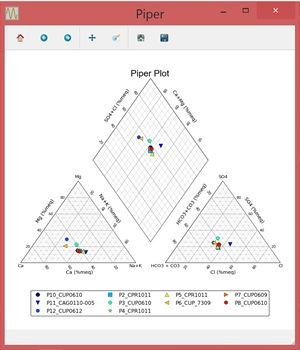 Piper
Piper Plot
SO4+Cl (%meq)
Ca+Mg (%meq)
Mg
SO4
Mg (%meq)
Na+K (%meq)
HCO3+CO3 (%meq)
SO4 (%meq)
Ca
Na+K
HCO3 + CO3
Cl
Ca (%meq)
Cl (%meq)
P10_CUP0610
P2_CPR1011
P5_CPR1011
P7_CUP0609
P11_CAG0110-005
P3_CUP0610
P6_CUP_7309
P8_CUP0610
P12_CUP0612
P4_CPR1011